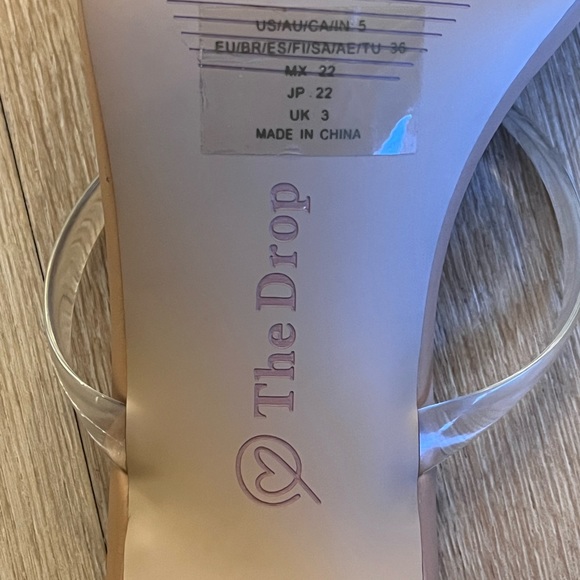 US/AU/CA/IN 5
EU/BR/ES/FI/SA/AE/TU 36
MX 22
JP 22
UK 3
MADE IN CHINA
The Drop